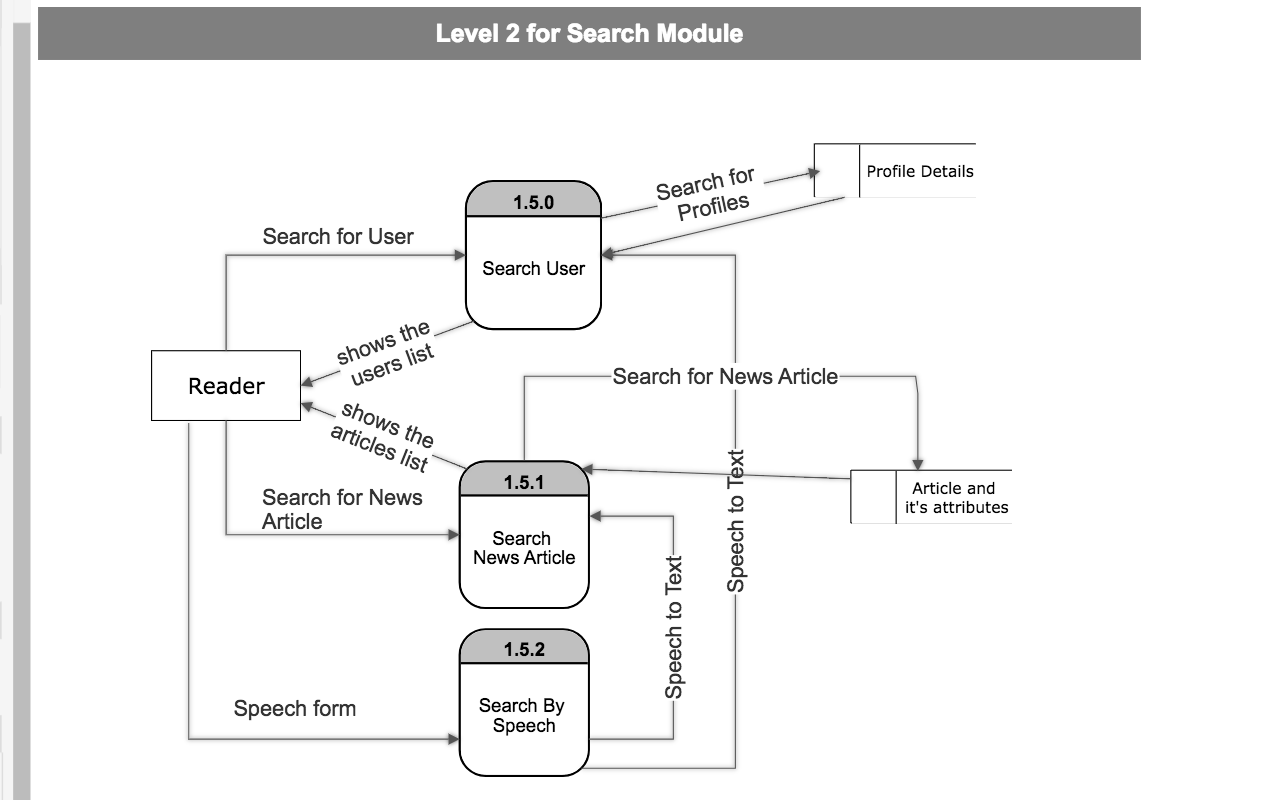 Level 2 for Search Module
Profile Details
Search for
Profiles
1.5.0
Search User
Search for User
shows the
users list
Reader
Search for News Article
shows the
articles list
1.5.1
Search
News Article
Search for News
Article
Article and
it's attributes
Speech to Text
Speech to Text
1.5.2
Search By
Speech
Speech form